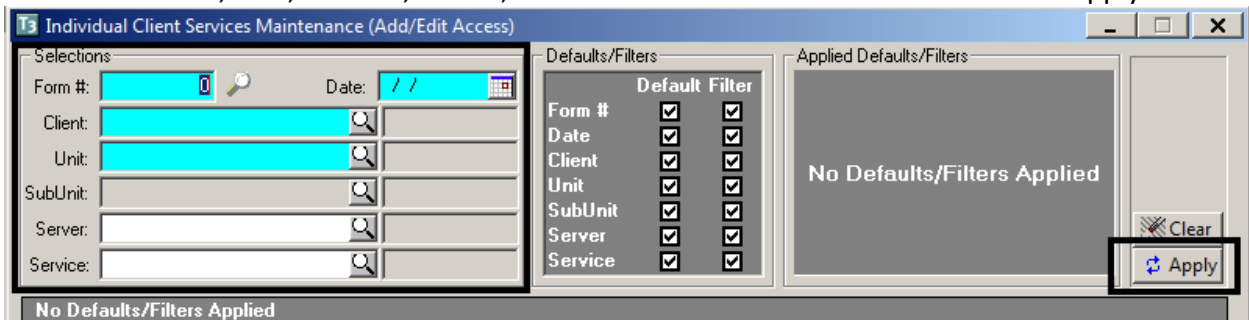 T3 Individual Client Services Maintenance (Add/Edit Access)
Selections
Form #: 0 Date: / /
Client:
Unit:
SubUnit:
Server:
Service:
Defaults/Filters
Default Filter
Form #
Date
Client
Unit
SubUnit
Server
Service
Applied Defaults/Filters
No Defaults/Filters Applied
Clear
Apply
No Defaults/Filters Applied